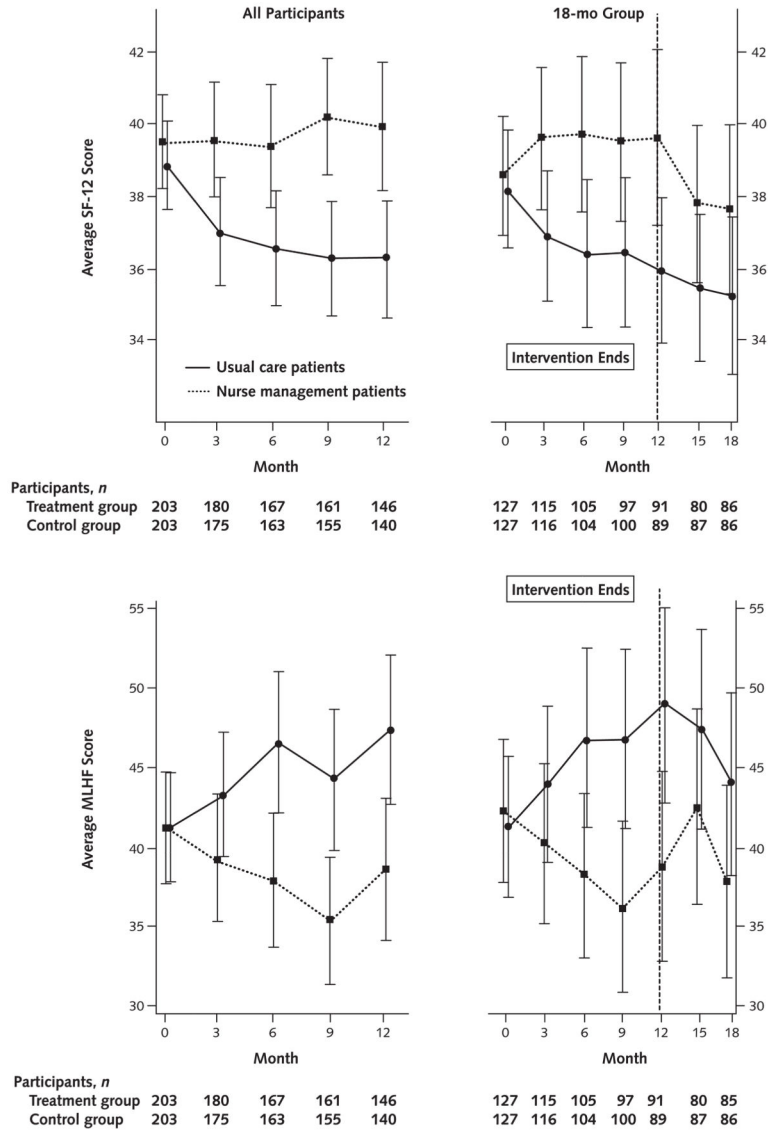 All Participants
18-mo Group
42
40
38
36
34
Average SF-12 Score
Usual care patients
Nurse management patients
0 3 6 9 12
Month
42
40
38
36
34
Intervention Ends
0 3 6 9 12 15 18
Month
Participants, n
Treatment group 203 180 167 161 146 127 115 105 97 91 80 86
Control group 203 175 163 155 140 127 116 104 100 89 87 86
Intervention Ends
55
50
45
40
35
30
Average MLHF Score
0 3 6 9 12
Month
55
50
45
40
35
30
0 3 6 9 12 15 18
Month
Participants, n
Treatment group 203 180 167 161 146 127 115 105 97 91 80 85
Control group 203 175 163 155 140 127 116 104 100 89 87 86